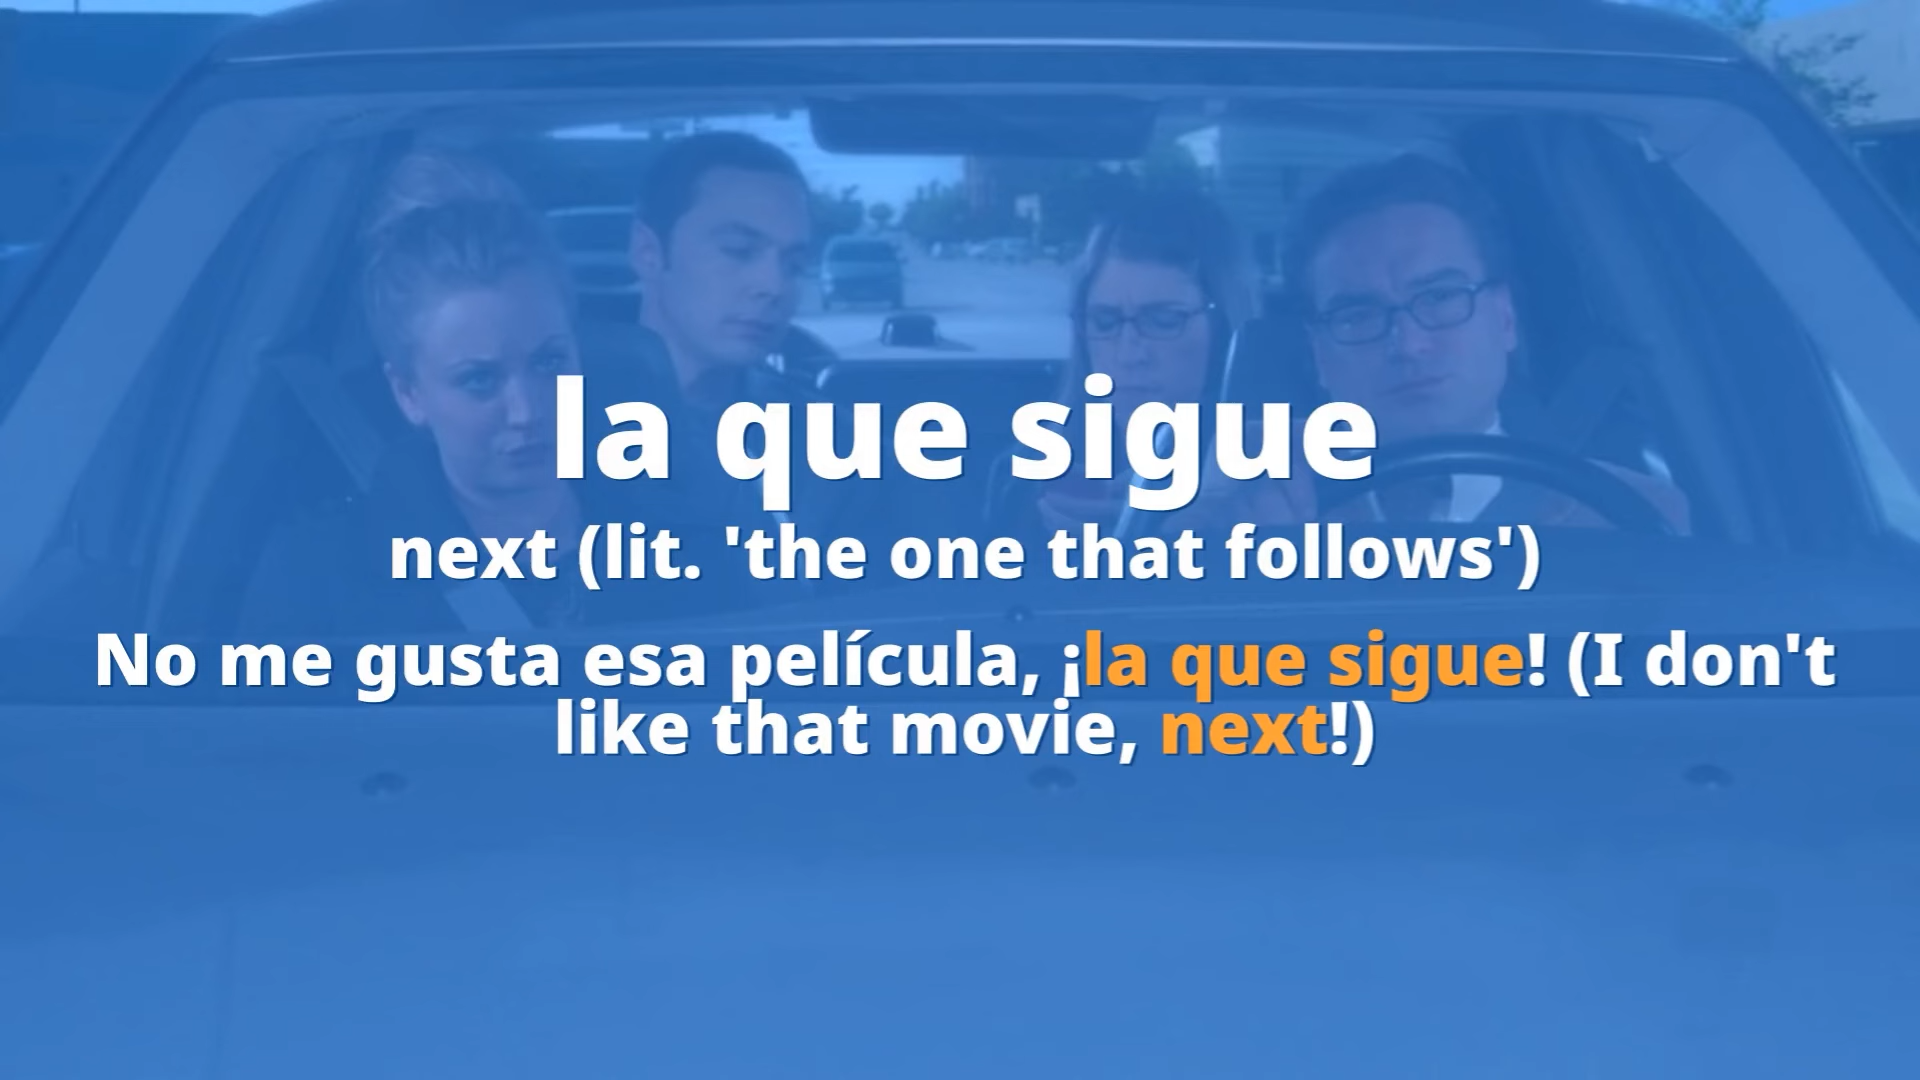 la que sigue
next (lit. 'the one that follows')
No me gusta esa película, ¡la que sigue! (I don't
like that movie, next!)